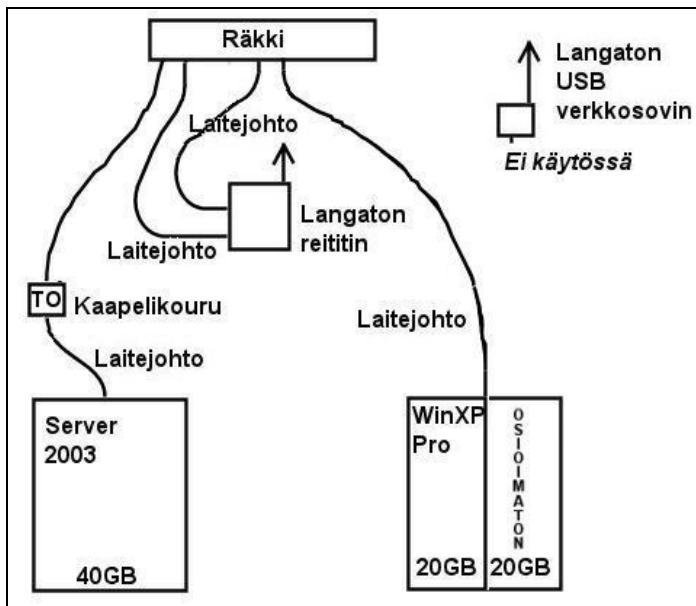 Räkki
Langaton
USB
verkkosovin
Ei käytössä
Laitejohto
Langaton
reititin
Laitejohto
TO
Kaapelikouru
Laitejohto
Laitejohto
Server
2003
40GB
WinXP
Pro
OSIOIMATON
20GB
20GB